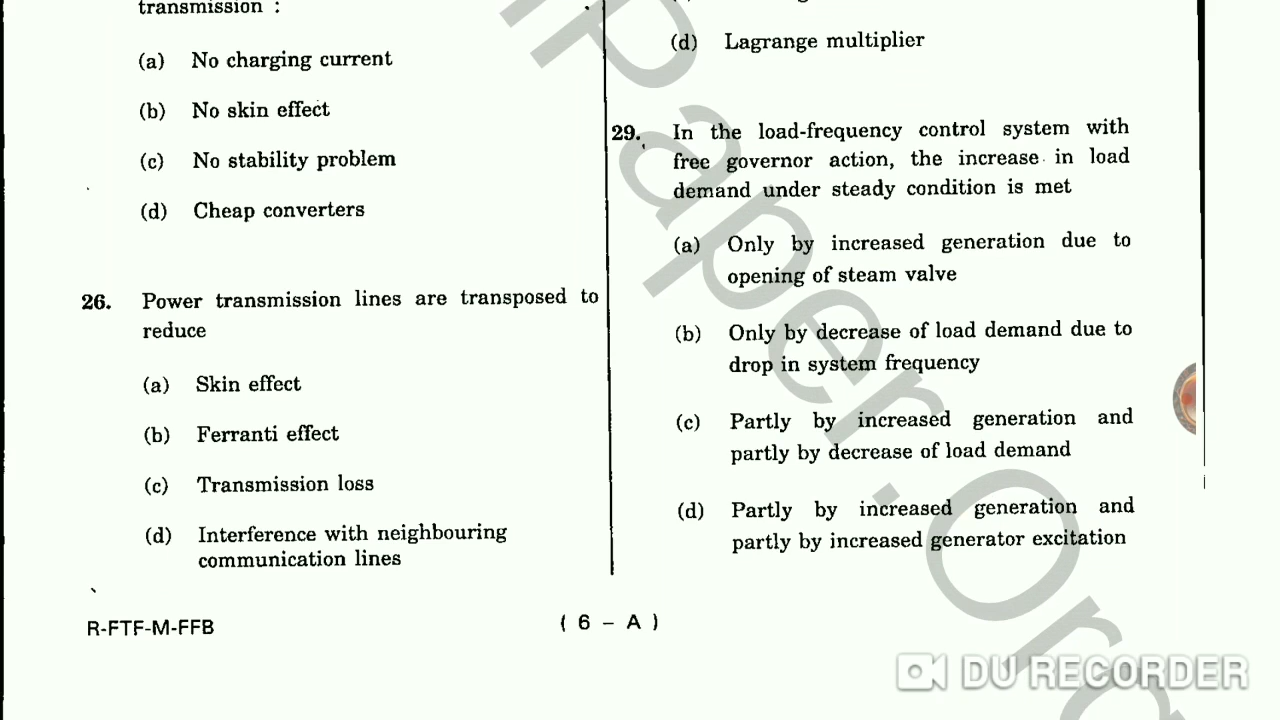 transmission :
(a) No charging current
(b) No skin effect
(c) No stability problem
(d) Cheap converters
26. Power transmission lines are transposed to
reduce
(a) Skin effect
(b) Ferranti effect
(c) Transmission loss
(d) Interference with neighbouring
communication lines
(d) Lagrange multiplier
29. In the load-frequency control system with
free governor action, the increase in load
demand under steady condition is met
(a) Only by increased generation due to
opening of steam valve
(b) Only by decrease of load demand due to
drop in system frequency
(c) Partly by increased generation and
partly by decrease of load demand
(d) Partly by increased generation and
partly by increased generator excitation
R-FTF-M-FFB
( 6 – A )
Paper.Org
DU RECORDER